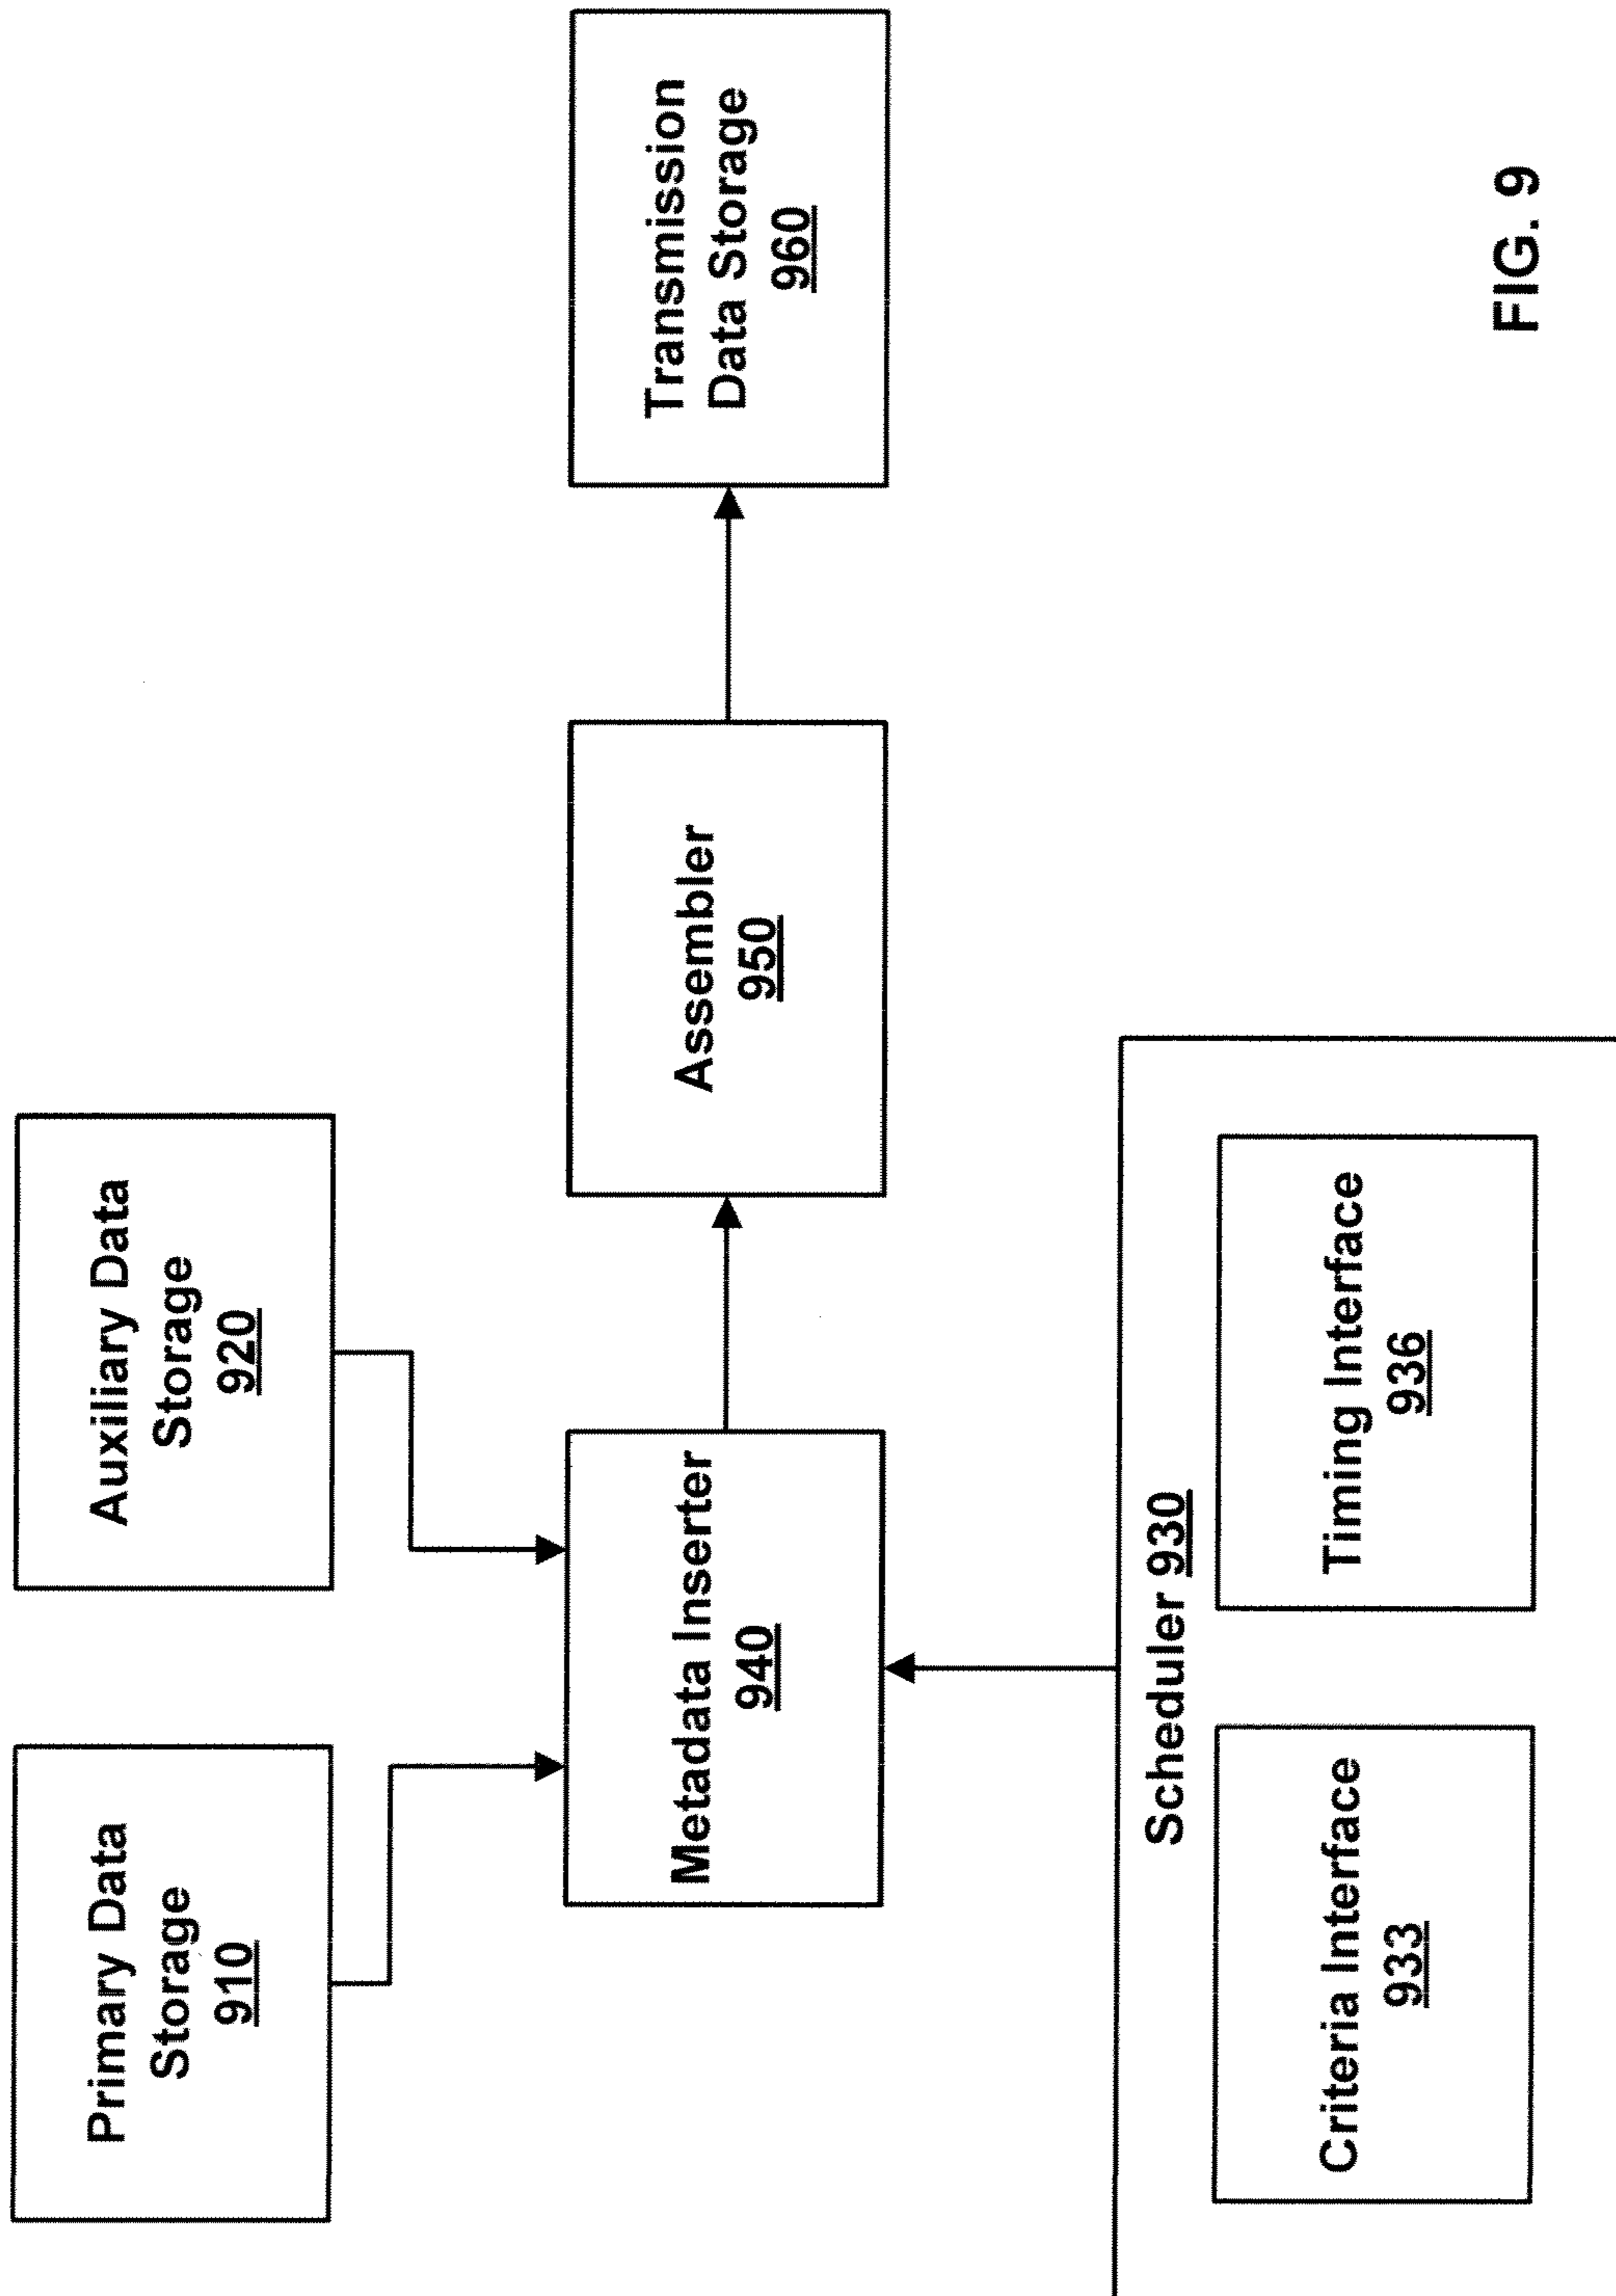 Primary Data
Storage
910
Auxiliary Data
Storage
920
Metadata Inserter
940
Assembler
950
Transmission
Data Storage
960
Scheduler 930
Criteria Interface
933
Timing Interface
936
FIG. 9